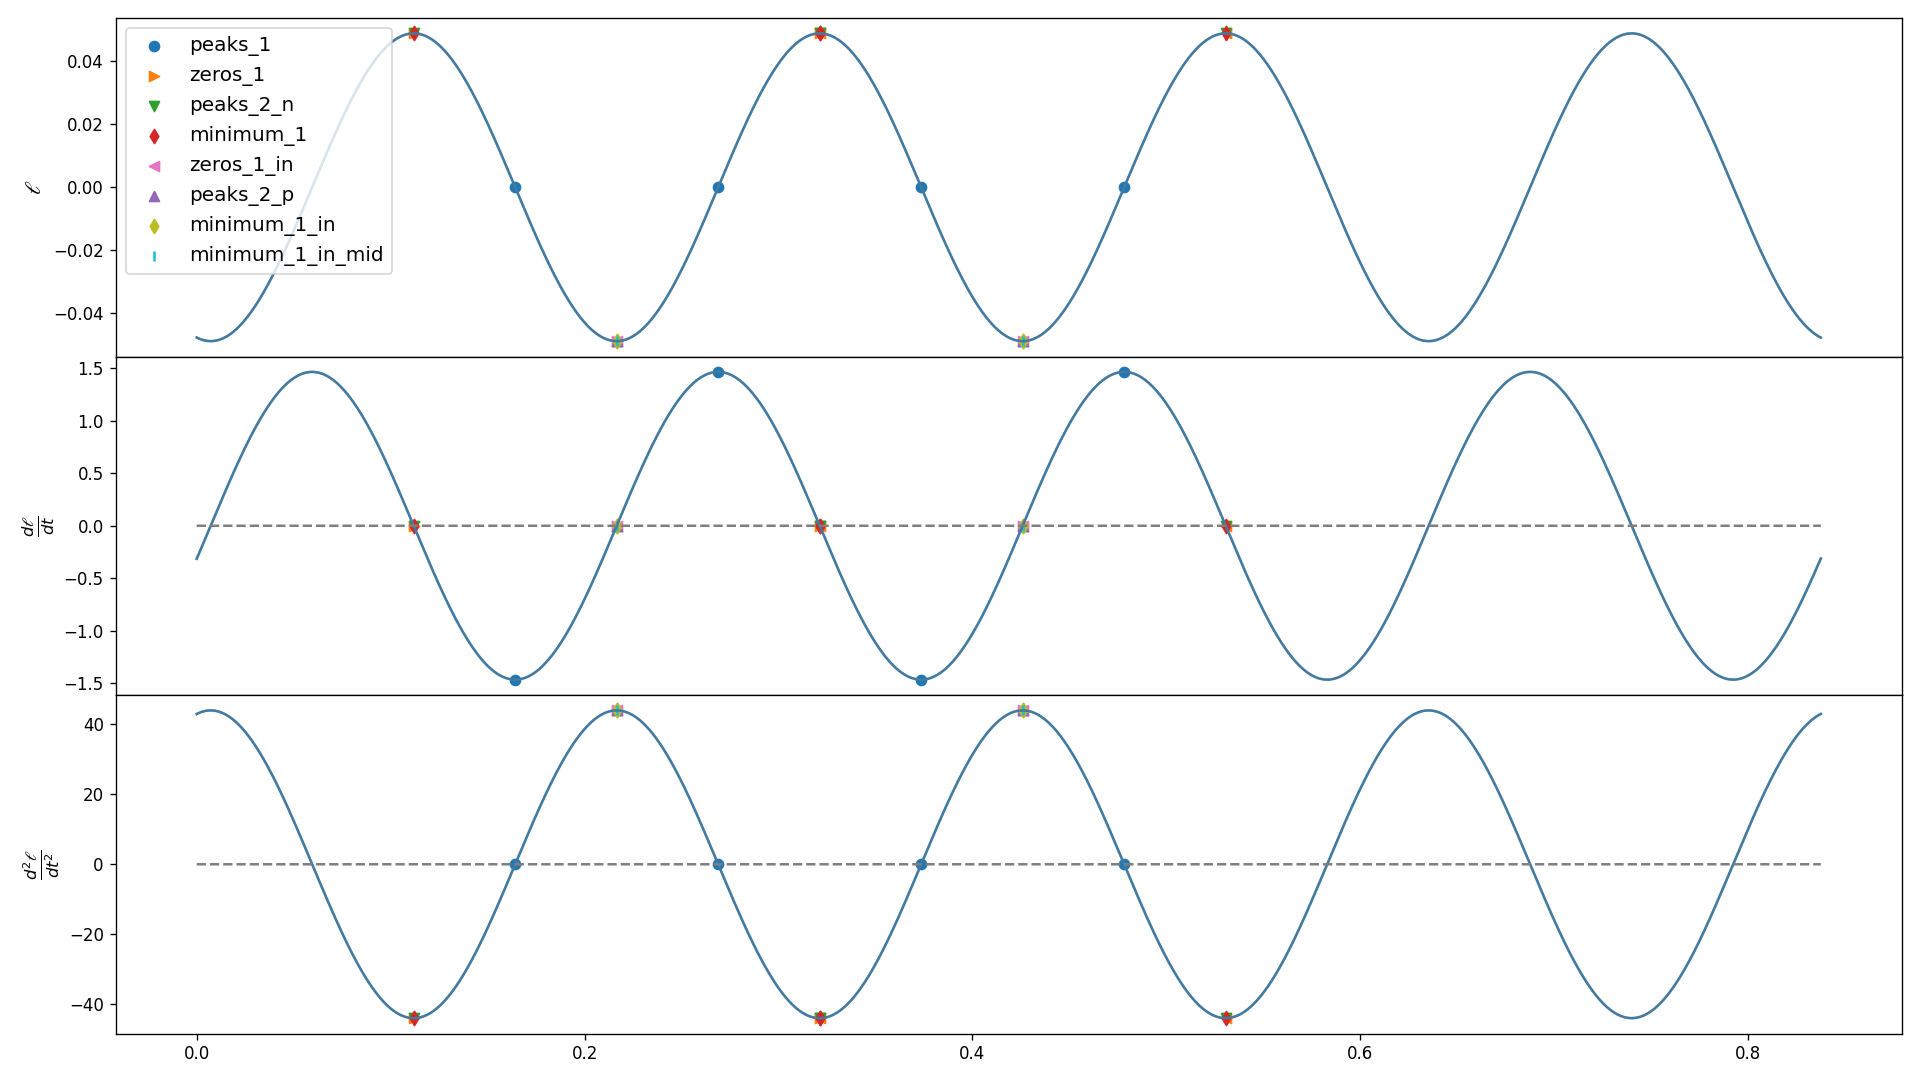 peaks_1
zeros_1
peaks_2_n
minimum_1
zeros_1_in
peaks_2_p
minimum_1_in
minimum_1_in_mid
0.04
0.02
0.00
−0.02
−0.04
ℓ
1.5
1.0
0.5
0.0
−0.5
−1.0
−1.5
dℓ/dt
40
20
0
−20
−40
d²ℓ/dt²
0.0 0.2 0.4 0.6 0.8